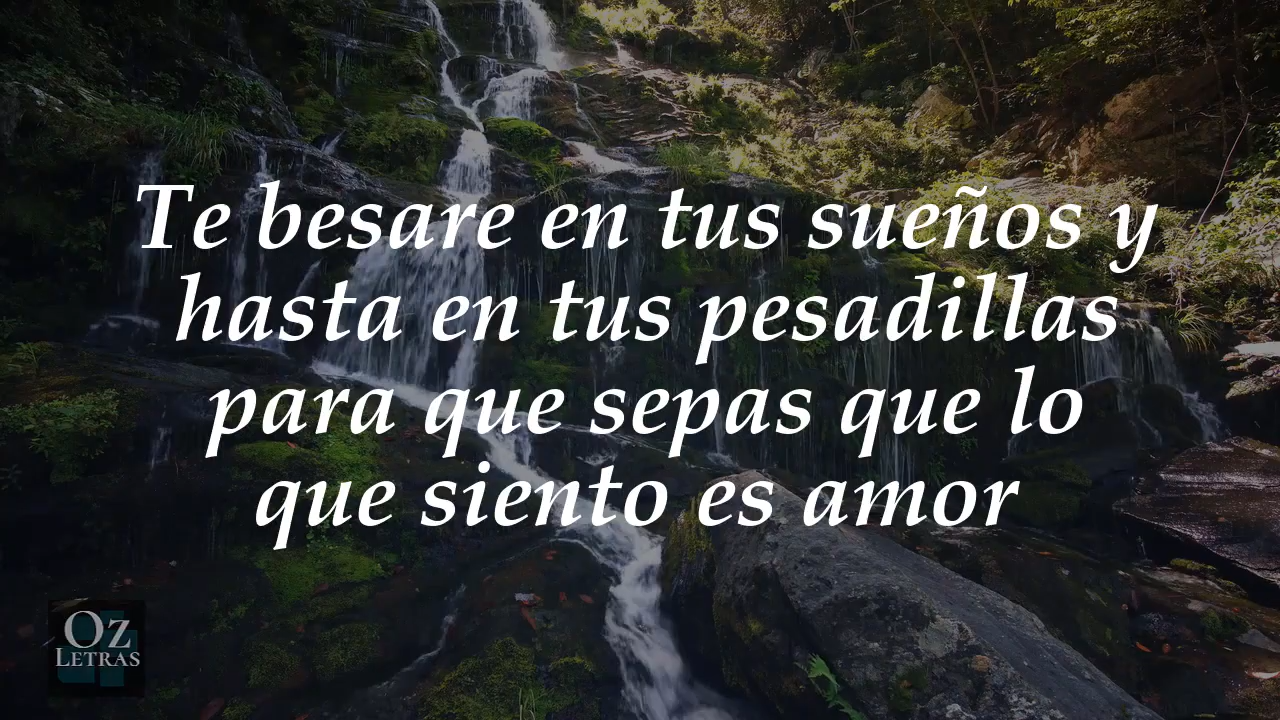 Te besare en tus sueños y
hasta en tus pesadillas
para que sepas que lo
que siento es amor
Oz
Letras